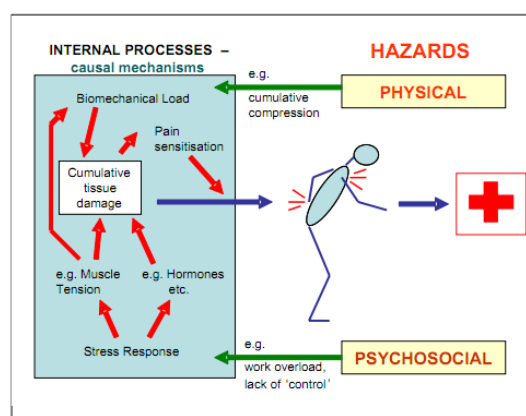 INTERNAL PROCESSES –
causal mechanisms
HAZARDS
Biomechanical Load
e.g.
cumulative
compression
PHYSICAL
Pain
sensitisation
Cumulative
tissue
damage
e.g. Muscle
Tension
e.g. Hormones
etc.
Stress Response
e.g.
work overload,
lack of 'control'
PSYCHOSOCIAL